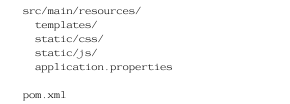 src/main/resources/
  templates/
  static/css/
  static/js/
  application.properties

pom.xml